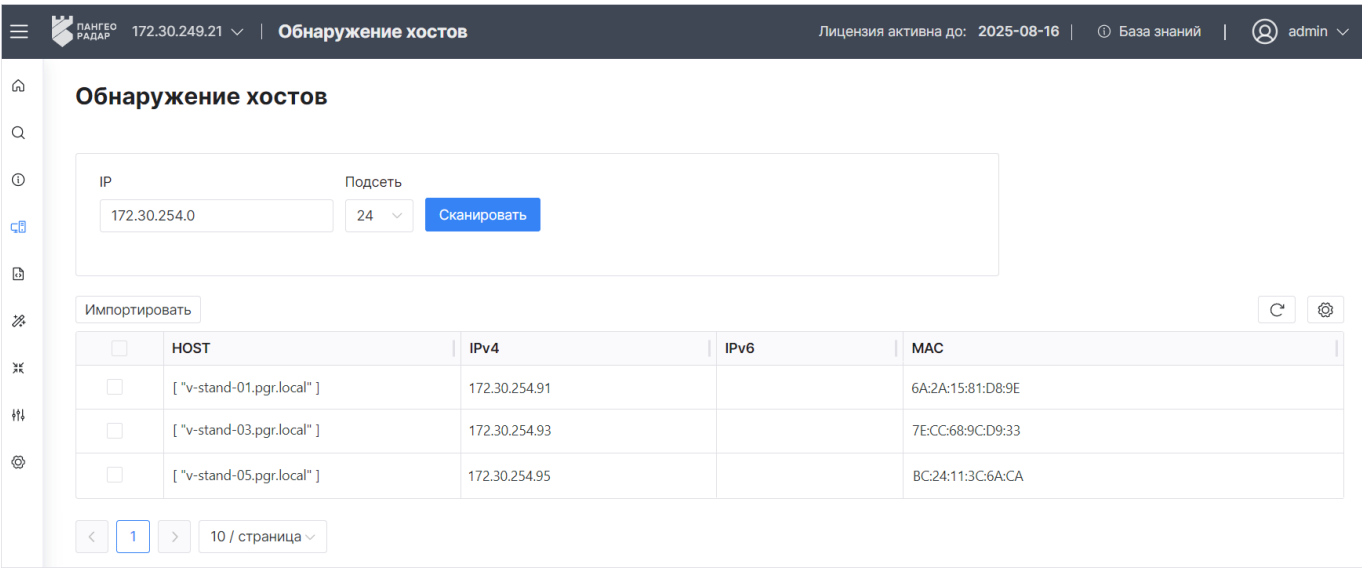 ПАНГЕО РАДАР 172.30.249.21 | Обнаружение хостов Лицензия активна до: 2025-08-16 | База знаний | admin
Обнаружение хостов
IP Подсеть
172.30.254.0 24 Сканировать
Импортировать
HOST IPv4 IPv6 MAC
[ "v-stand-01.pgr.local" ] 172.30.254.91 6A:2A:15:81:D8:9E
[ "v-stand-03.pgr.local" ] 172.30.254.93 7E:CC:68:9C:D9:33
[ "v-stand-05.pgr.local" ] 172.30.254.95 BC:24:11:3C:6A:CA
< 1 > 10 / страница